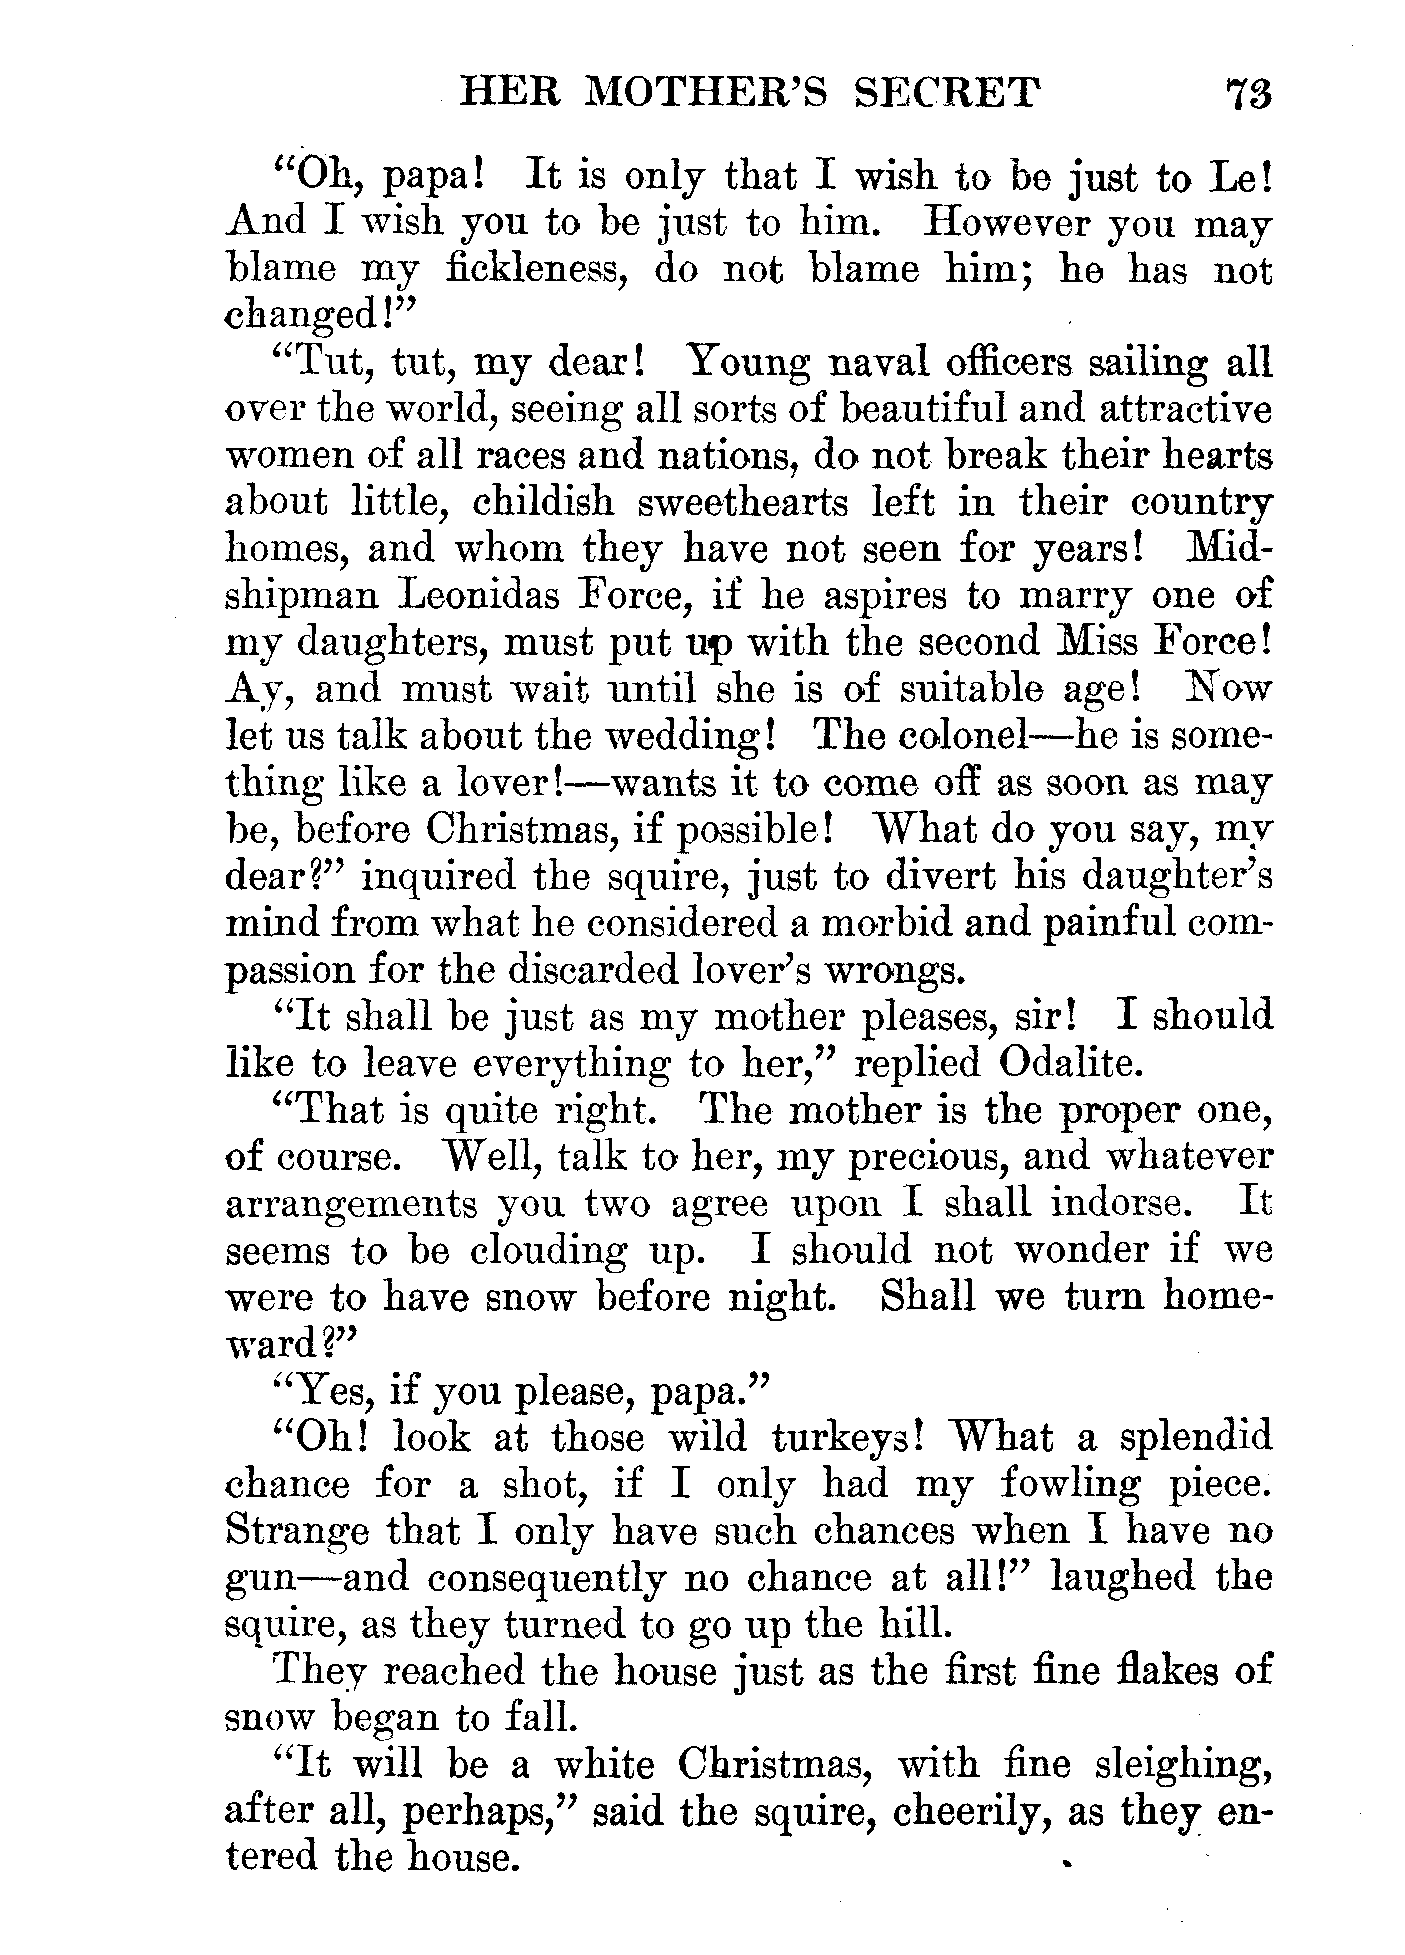 HER MOTHER'S SECRET 73
"Oh, papa! It is only that I wish to be just to Le!
And I wish you to be just to him. However you may
blame my fickleness, do not blame him; he has not
changed!"
"Tut, tut, my dear! Young naval officers sailing all
over the world, seeing all sorts of beautiful and attractive
women of all races and nations, do not break their hearts
about little, childish sweethearts left in their country
homes, and whom they have not seen for years! Mid-
shipman Leonidas Force, if he aspires to marry one of
my daughters, must put up with the second Miss Force!
Ay, and must wait until she is of suitable age! Now
let us talk about the wedding! The colonel—he is some-
thing like a lover!—wants it to come off as soon as may
be, before Christmas, if possible! What do you say, my
dear?" inquired the squire, just to divert his daughter's
mind from what he considered a morbid and painful com-
passion for the discarded lover's wrongs.
"It shall be just as my mother pleases, sir! I should
like to leave everything to her," replied Odalite.
"That is quite right. The mother is the proper one,
of course. Well, talk to her, my precious, and whatever
arrangements you two agree upon I shall indorse. It
seems to be clouding up. I should not wonder if we
were to have snow before night. Shall we turn home-
ward?"
"Yes, if you please, papa."
"Oh! look at those wild turkeys! What a splendid
chance for a shot, if I only had my fowling piece.
Strange that I only have such chances when I have no
gun—and consequently no chance at all!" laughed the
squire, as they turned to go up the hill.
They reached the house just as the first fine flakes of
snow began to fall.
"It will be a white Christmas, with fine sleighing,
after all, perhaps," said the squire, cheerily, as they en-
tered the house.